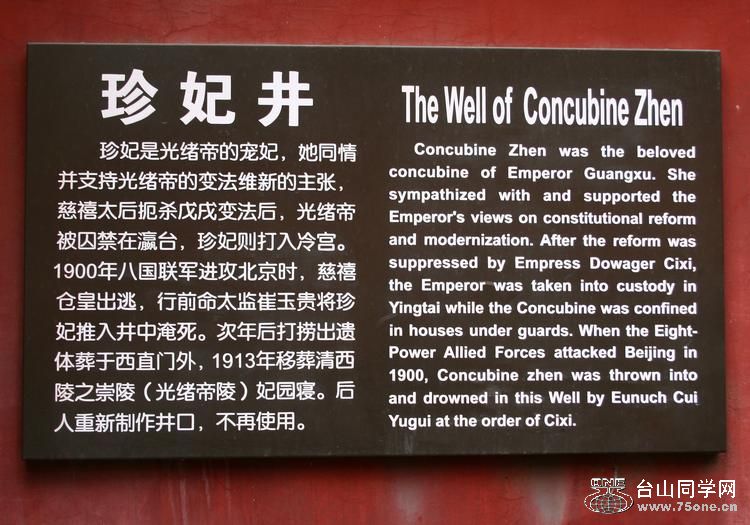 珍妃井
珍妃是光绪帝的宠妃，她同情
并支持光绪帝的变法维新的主张，
慈禧太后扼杀戊戌变法后，光绪帝
被囚禁在瀛台，珍妃则打入冷宫。
1900年八国联军进攻北京时，慈禧
仓皇出逃，行前命太监崔玉贵将珍
妃推入井中淹死。次年后打捞出遗
体葬于西直门外，1913年移葬清西
陵之崇陵（光绪帝陵）妃园寝。后
人重新制作井口，不再使用。
The Well of Concubine Zhen
Concubine Zhen was the beloved
concubine of Emperor Guangxu. She
sympathized with and supported the
Emperor's views on constitutional reform
and modernization. After the reform was
suppressed by Empress Dowager Cixi,
the Emperor was taken into custody in
Yingtai while the Concubine was confined
in houses under guards. When the Eight-
Power Allied Forces attacked Beijing in
1900, Concubine zhen was thrown into
and drowned in this Well by Eunuch Cui
Yugui at the order of Cixi.
ONE
台山同学网
www.75one.cn